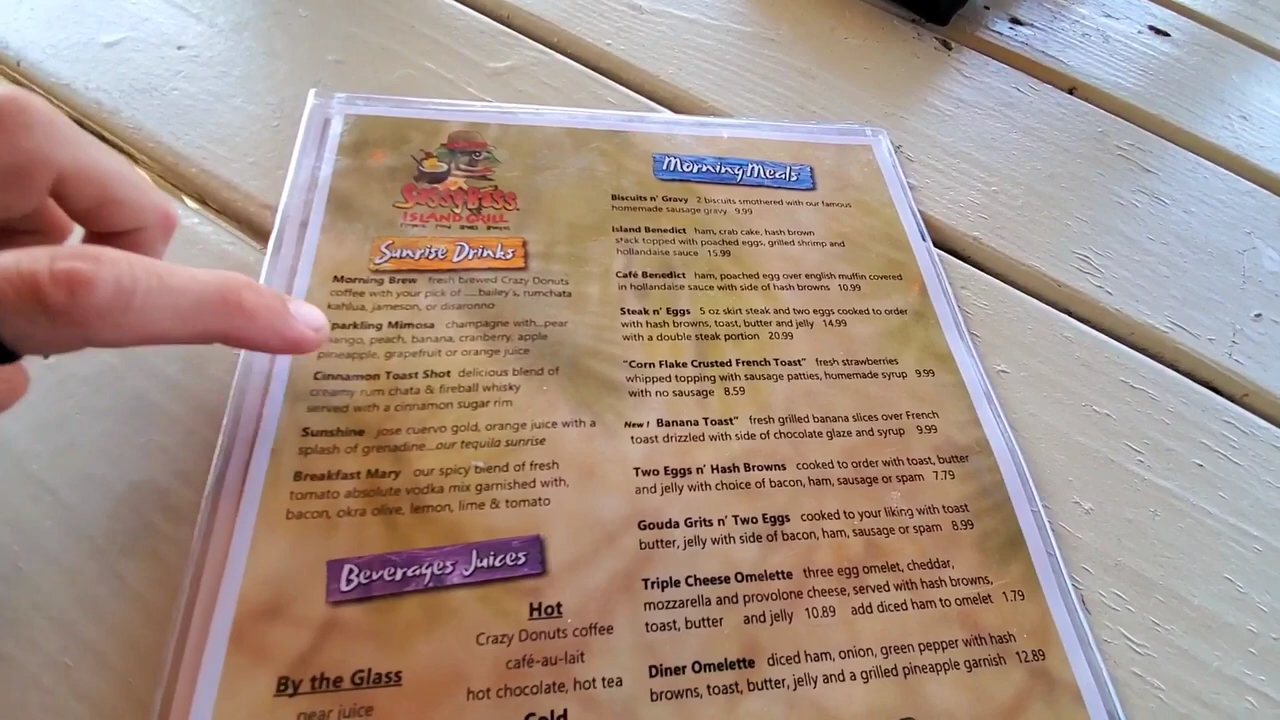 Sassy Bass
ISLAND GRILL
Sunrise Drinks
Morning Brew fresh brewed Crazy Donuts
coffee with your pick of ....bailey's, rumchata
kahlua, jameson, or disaronno
parkling Mimosa champagne with...pear
ango, peach, banana, cranberry, apple
pineapple, grapefruit or orange juice
Cinnamon Toast Shot delicious blend of
creamy rum chata & fireball whisky
served with a cinnamon sugar rim
Sunshine jose cuervo gold, orange juice with a
splash of grenadine...our tequila sunrise
Breakfast Mary our spicy blend of fresh
tomato absolute vodka mix garnished with,
bacon, okra olive, lemon, lime & tomato
Beverages Juices
Hot
Crazy Donuts coffee
café-au-lait
hot chocolate, hot tea
Cold
By the Glass
pear juice
Morning Meals
Biscuits n' Gravy 2 biscuits smothered with our famous
homemade sausage gravy 9.99
Island Benedict ham, crab cake, hash brown
stack topped with poached eggs, grilled shrimp and
hollandaise sauce 15.99
Café Benedict ham, poached egg over english muffin covered
in hollandaise sauce with side of hash browns 10.99
Steak n' Eggs 5 oz skirt steak and two eggs cooked to order
with hash browns, toast, butter and jelly 14.99
with a double steak portion 20.99
"Corn Flake Crusted French Toast" fresh strawberries
whipped topping with sausage patties, homemade syrup 9.99
with no sausage 8.59
New! Banana Toast" fresh grilled banana slices over French
toast drizzled with side of chocolate glaze and syrup 9.99
Two Eggs n' Hash Browns cooked to order with toast, butter
and jelly with choice of bacon, ham, sausage or spam 7.79
Gouda Grits n' Two Eggs cooked to your liking with toast
butter, jelly with side of bacon, ham, sausage or spam 8.99
Triple Cheese Omelette three egg omelet, cheddar,
mozzarella and provolone cheese, served with hash browns,
toast, butter and jelly 10.89 add diced ham to omelet 1.79
Diner Omelette diced ham, onion, green pepper with hash
browns, toast, butter, jelly and a grilled pineapple garnish 12.89